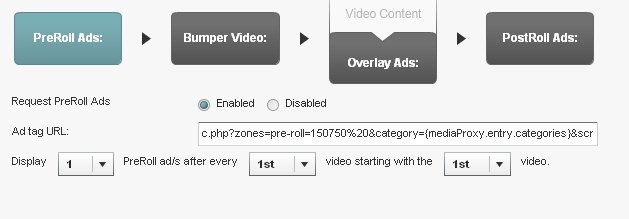 Video Content
PreRoll Ads:
Bumper Video:
Overlay Ads:
PostRoll Ads:
Request PreRoll Ads
Enabled
Disabled
Ad tag URL:
c.php?zones=pre-roll=150750%20&category={mediaProxy.entry.categories}&scr
Display 1 PreRoll ad/s after every 1st video starting with the 1st video.